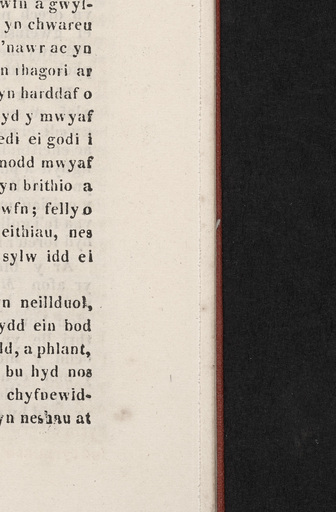 wfn a gwyl-
yn chwareu
'nawr ac yn
n rhagori ar
yn harddaf o
yd y mwyaf
edi ei godi i
nodd mwyaf
yn brithio a
wfn; felly o
eithiau, nes
sylw idd ei
n neillduol,
ydd ein bod
ld, a phlant,
bu hyd nos
chyfnewid-
yn neshau at